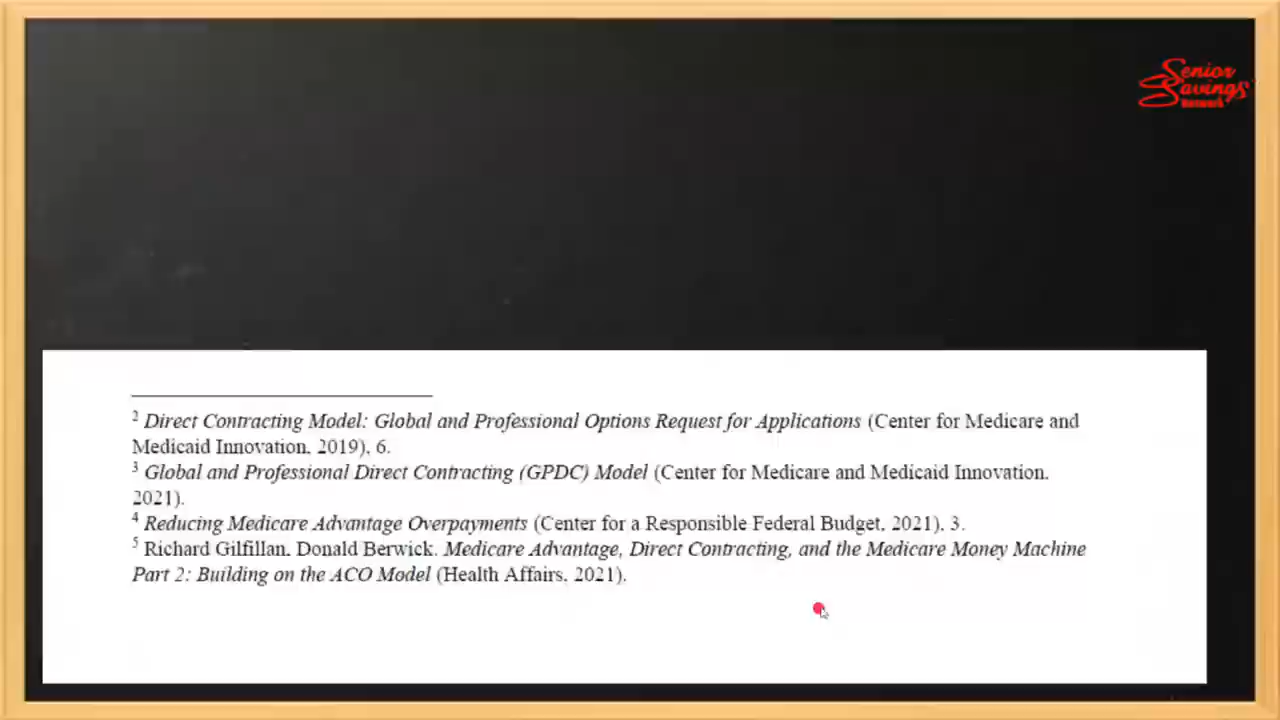 Senior
Savings
Network
2 Direct Contracting Model: Global and Professional Options Request for Applications (Center for Medicare and
Medicaid Innovation, 2019), 6.
3 Global and Professional Direct Contracting (GPDC) Model (Center for Medicare and Medicaid Innovation,
2021).
4 Reducing Medicare Advantage Overpayments (Center for a Responsible Federal Budget, 2021), 3.
5 Richard Gilfillan, Donald Berwick, Medicare Advantage, Direct Contracting, and the Medicare Money Machine
Part 2: Building on the ACO Model (Health Affairs, 2021).